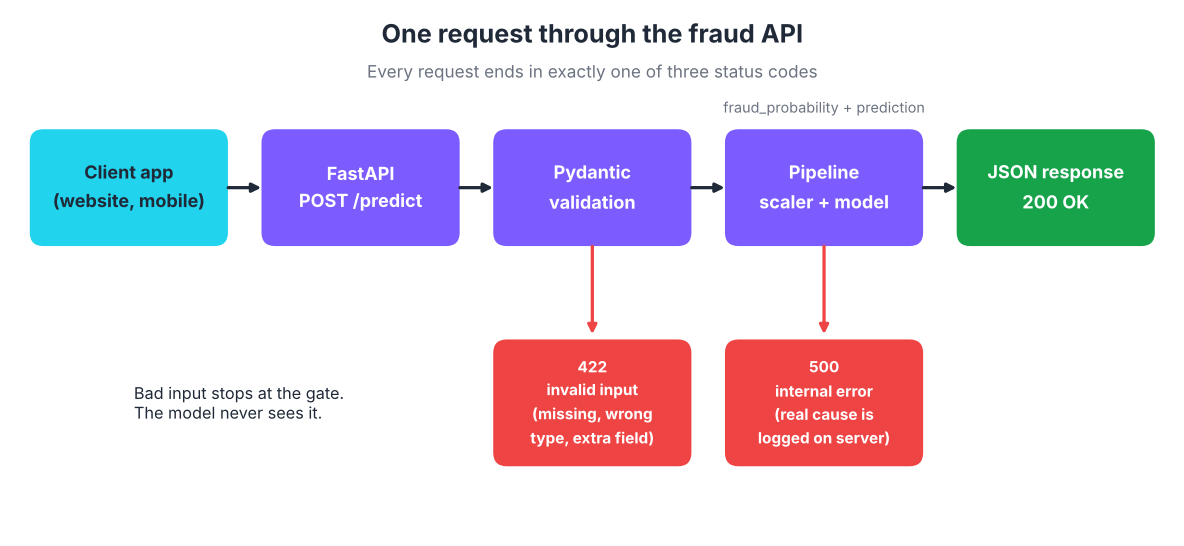 One request through the fraud API
Every request ends in exactly one of three status codes
fraud_probability + prediction
Client app
(website, mobile)
FastAPI
POST /predict
Pydantic
validation
Pipeline
scaler + model
JSON response
200 OK
422
invalid input
(missing, wrong
type, extra field)
500
internal error
(real cause is
logged on server)
Bad input stops at the gate.
The model never sees it.